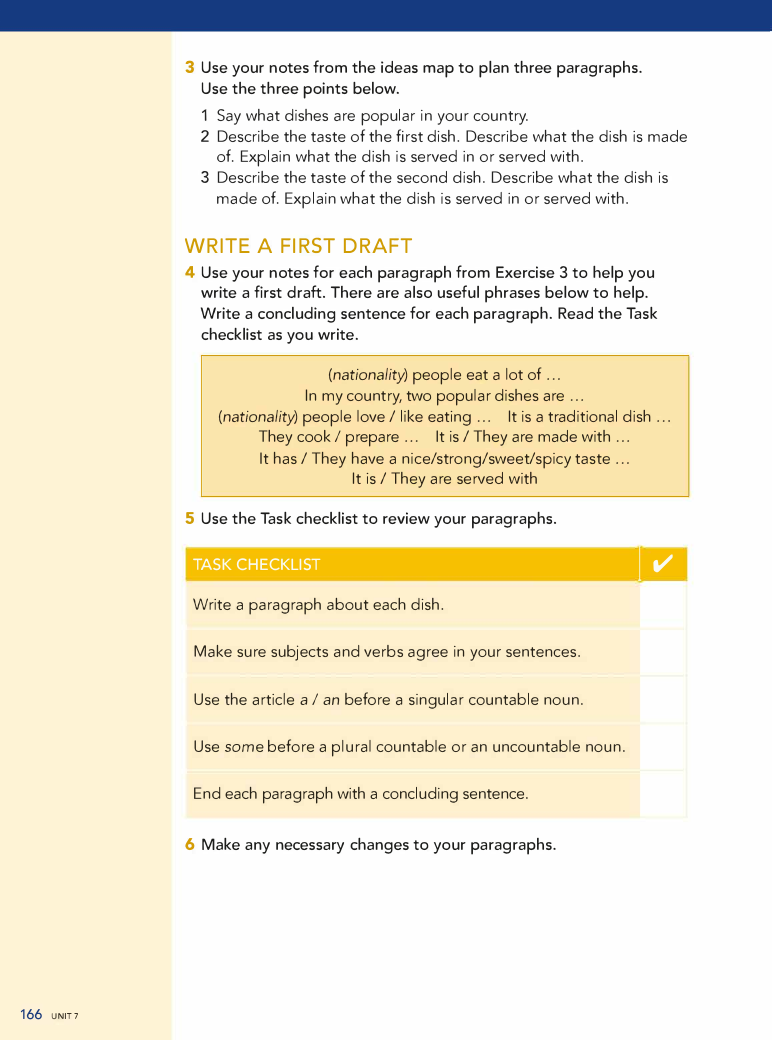 3 Use your notes from the ideas map to plan three paragraphs.
Use the three points below.
1 Say what dishes are popular in your country.
2 Describe the taste of the first dish. Describe what the dish is made
of. Explain what the dish is served in or served with.
3 Describe the taste of the second dish. Describe what the dish is
made of. Explain what the dish is served in or served with.
WRITE A FIRST DRAFT
4 Use your notes for each paragraph from Exercise 3 to help you
write a first draft. There are also useful phrases below to help.
Write a concluding sentence for each paragraph. Read the Task
checklist as you write.
(nationality) people eat a lot of …
In my country, two popular dishes are …
(nationality) people love / like eating … It is a traditional dish …
They cook / prepare … It is / They are made with …
It has / They have a nice/strong/sweet/spicy taste …
It is / They are served with
5 Use the Task checklist to review your paragraphs.
TASK CHECKLIST ✔
Write a paragraph about each dish.
Make sure subjects and verbs agree in your sentences.
Use the article a / an before a singular countable noun.
Use some before a plural countable or an uncountable noun.
End each paragraph with a concluding sentence.
6 Make any necessary changes to your paragraphs.
166 UNIT 7